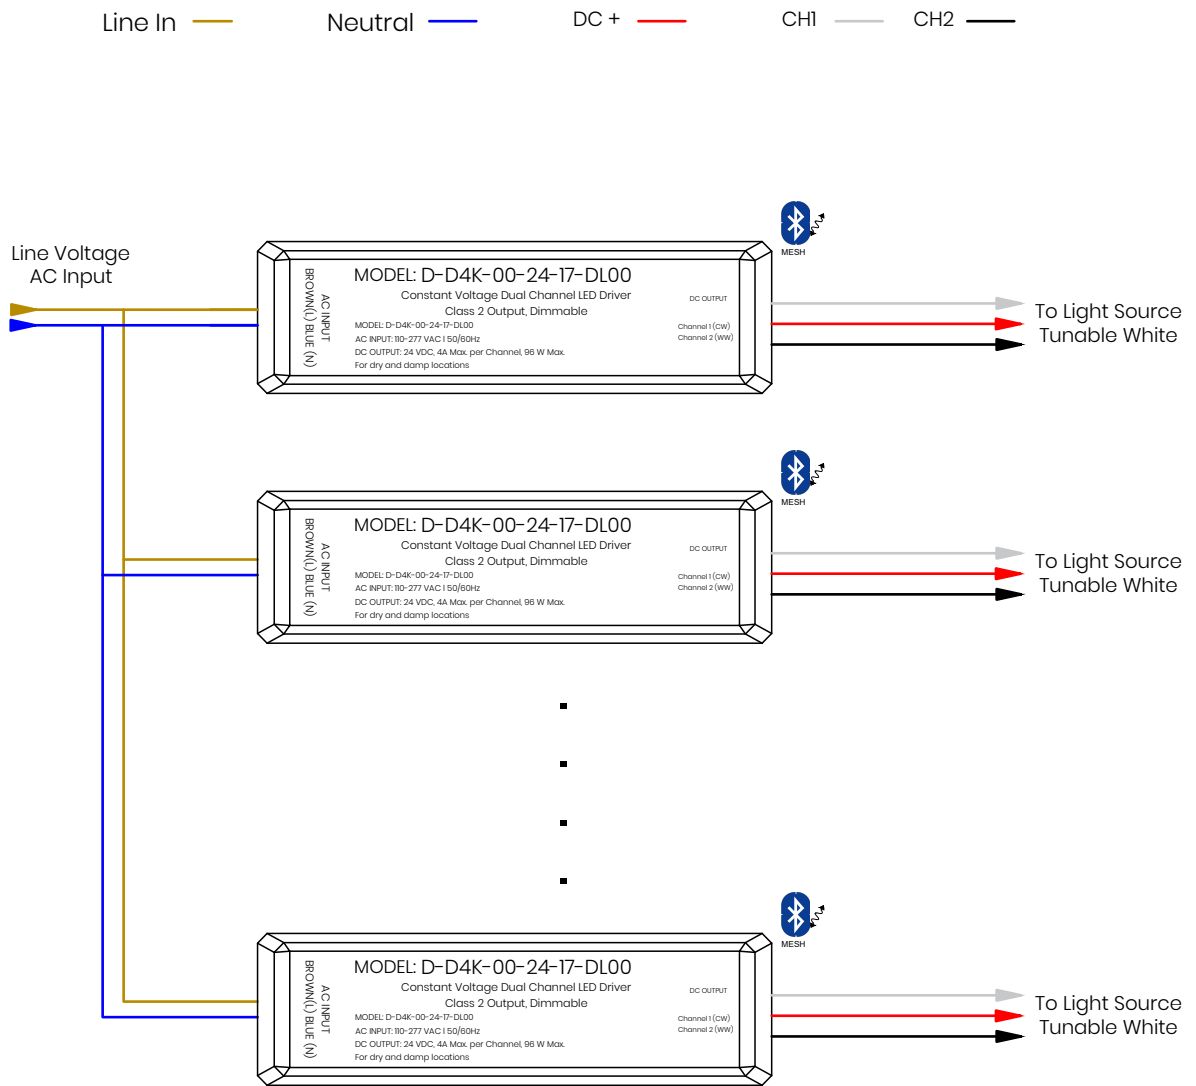 Line In
Neutral
DC +
CH1
CH2
Line Voltage
AC Input
MESH
AC INPUT
BROWN(L) BLUE (N)
MODEL: D-D4K-00-24-17-DL00
Constant Voltage Dual Channel LED Driver
Class 2 Output, Dimmable
MODEL: D-D4K-00-24-17-DL00
AC INPUT: 110-277 VAC I 50/60Hz
DC OUTPUT: 24 VDC, 4A Max. per Channel, 96 W Max.
For dry and damp locations
DC OUTPUT
Channel 1 (CW)
Channel 2 (WW)
To Light Source
Tunable White
MESH
AC INPUT
BROWN(L) BLUE (N)
MODEL: D-D4K-00-24-17-DL00
Constant Voltage Dual Channel LED Driver
Class 2 Output, Dimmable
MODEL: D-D4K-00-24-17-DL00
AC INPUT: 110-277 VAC I 50/60Hz
DC OUTPUT: 24 VDC, 4A Max. per Channel, 96 W Max.
For dry and damp locations
DC OUTPUT
Channel 1 (CW)
Channel 2 (WW)
To Light Source
Tunable White
MESH
AC INPUT
BROWN(L) BLUE (N)
MODEL: D-D4K-00-24-17-DL00
Constant Voltage Dual Channel LED Driver
Class 2 Output, Dimmable
MODEL: D-D4K-00-24-17-DL00
AC INPUT: 110-277 VAC I 50/60Hz
DC OUTPUT: 24 VDC, 4A Max. per Channel, 96 W Max.
For dry and damp locations
DC OUTPUT
Channel 1 (CW)
Channel 2 (WW)
To Light Source
Tunable White